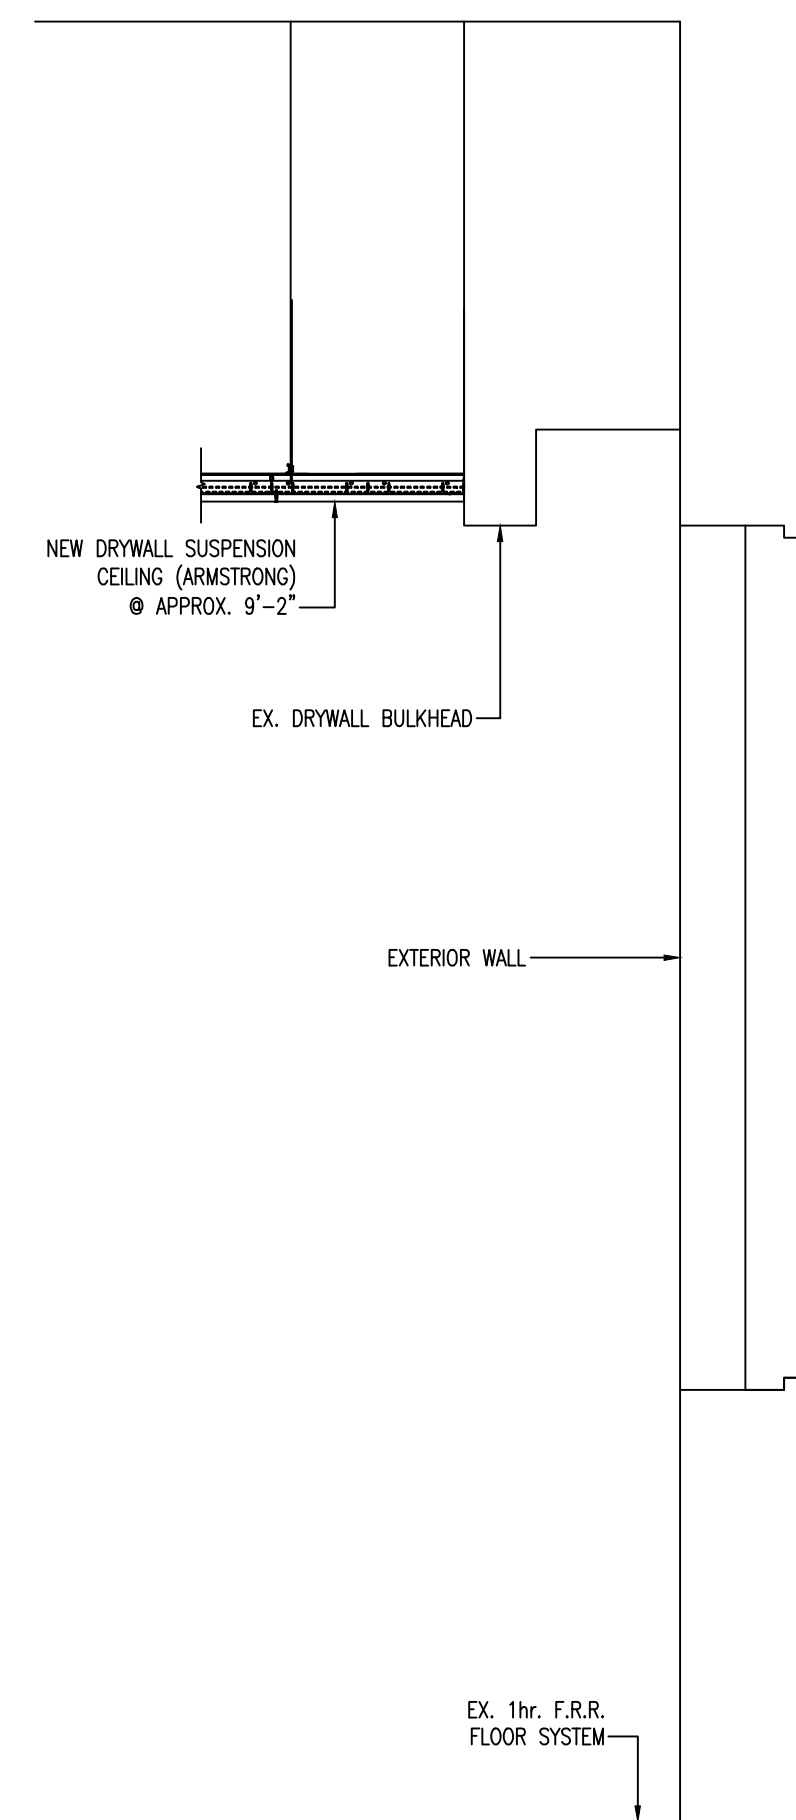 NEW DRYWALL SUSPENSION
CEILING (ARMSTRONG)
@ APPROX. 9'-2"
EX. DRYWALL BULKHEAD
EXTERIOR WALL
EX. 1hr. F.R.R.
FLOOR SYSTEM